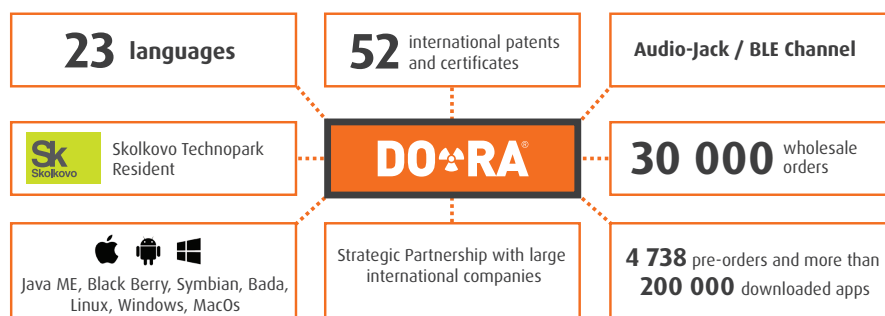 23 languages
52 international patents
and certificates
Audio-Jack / BLE Channel
Sk
Skolkovo
Skolkovo Technopark
Resident
DO RA®
30 000 wholesale
orders
Java ME, Black Berry, Symbian, Bada,
Linux, Windows, MacOs
Strategic Partnership with large
international companies
4 738 pre-orders and more than
200 000 downloaded apps